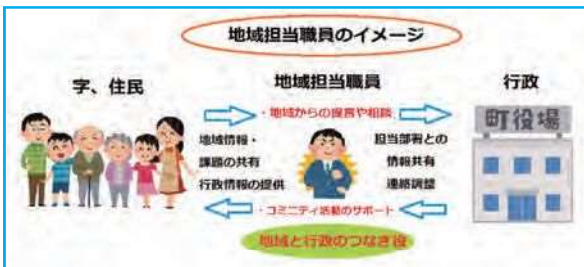 地域担当職員のイメージ
字、住民
地域担当職員
行政
・地域からの提言や相談
町役場
地域情報・
課題の共有
行政情報の提供
担当部署との
情報共有
連絡調整
・コミニティ活動のサポート
地域と行政のつなぎ役